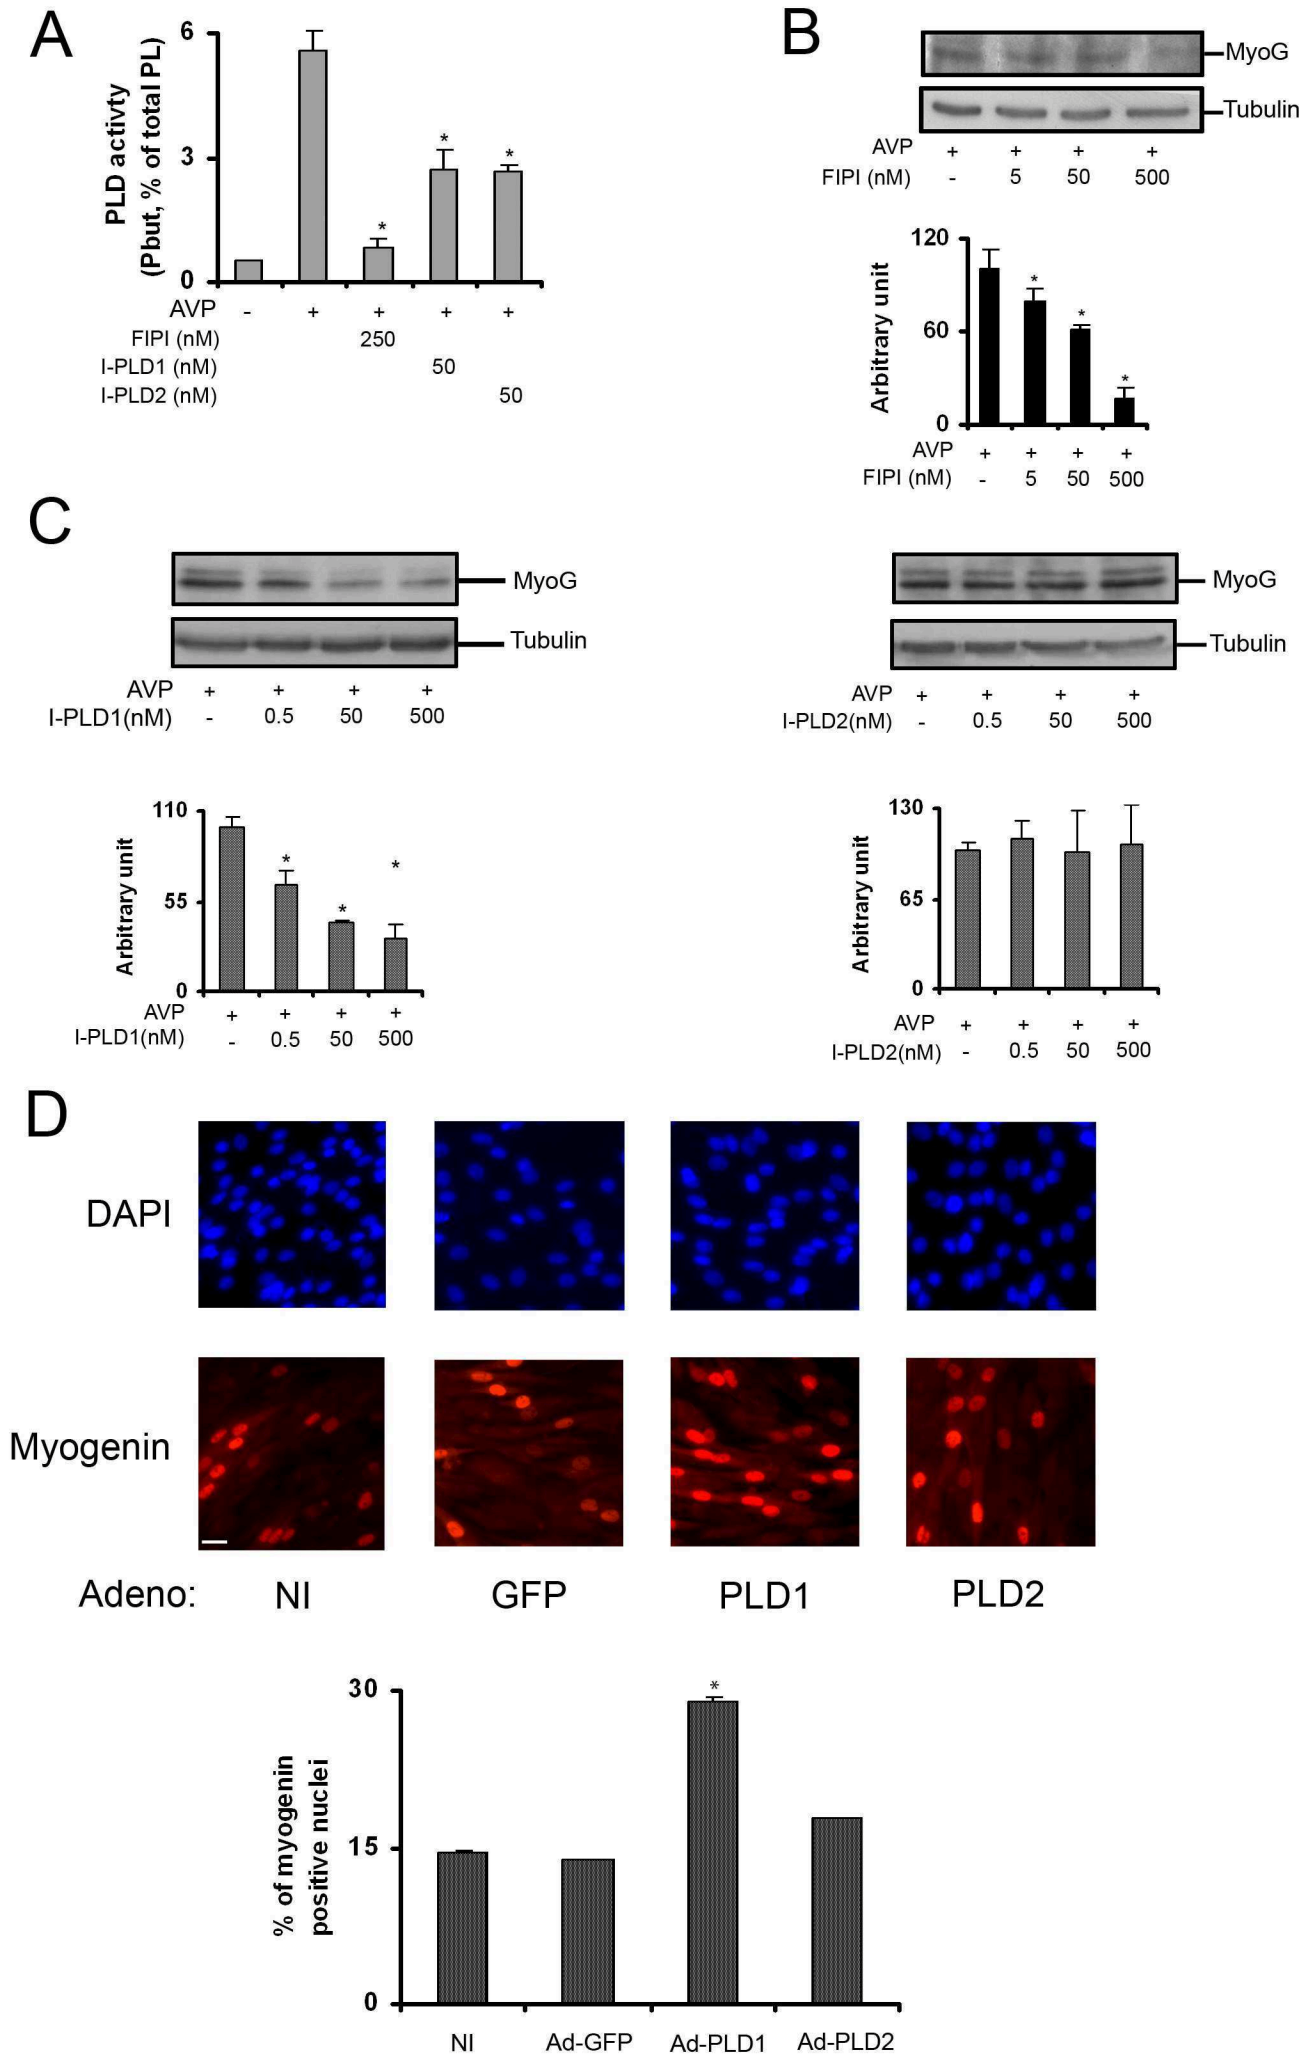 A
PLD activty
(Pbut, % of total PL)
6
3
0
*
*
*
AVP - + + + +
FIPI (nM) 250
I-PLD1 (nM) 50
I-PLD2 (nM) 50
B
MyoG
Tubulin
AVP + + + +
FIPI (nM) - 5 50 500
Arbitrary unit
120
60
0
*
*
*
AVP + + + +
FIPI (nM) - 5 50 500
C
MyoG
Tubulin
AVP + + + +
I-PLD1(nM) - 0.5 50 500
Arbitrary unit
110
55
0
*
*
*
AVP + + + +
I-PLD1(nM) - 0.5 50 500
MyoG
Tubulin
AVP + + + +
I-PLD2(nM) - 0.5 50 500
Arbitrary unit
130
65
0
AVP + + + +
I-PLD2(nM) - 0.5 50 500
D
DAPI
Myogenin
Adeno: NI GFP PLD1 PLD2
% of myogenin
positive nuclei
30
15
0
*
NI Ad-GFP Ad-PLD1 Ad-PLD2